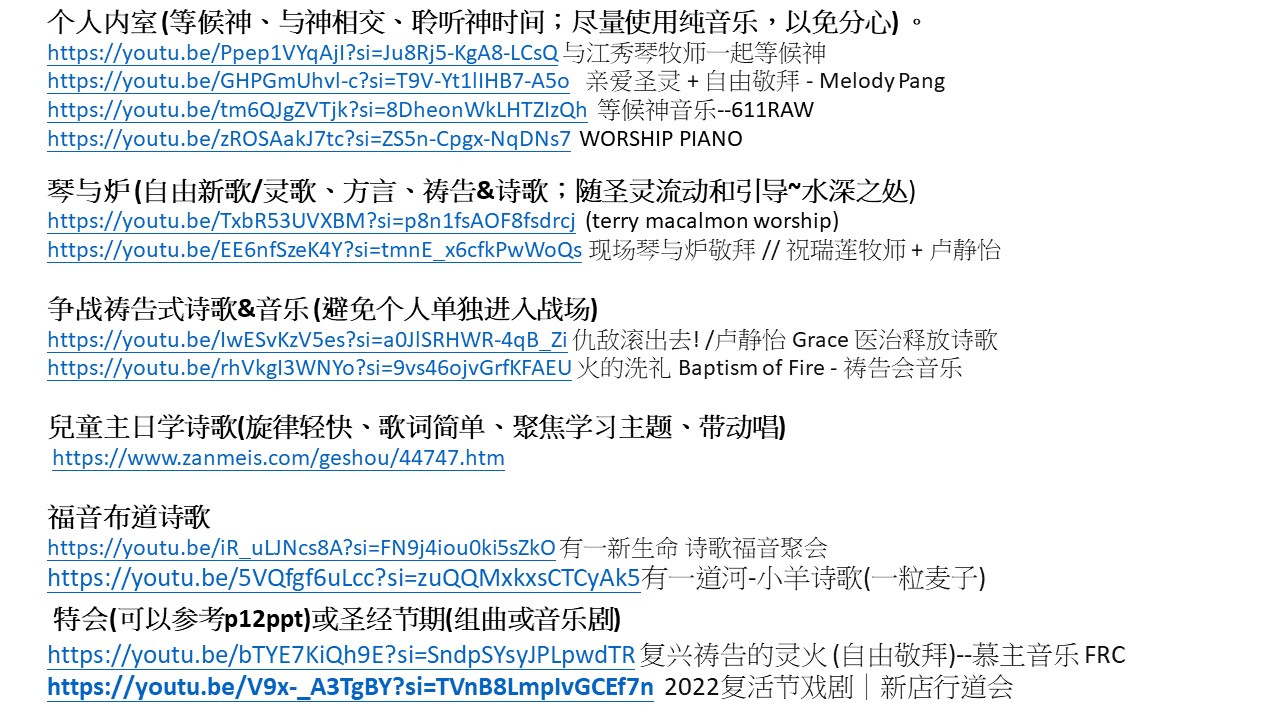 个人内室(等候神、与神相交、聆听神时间；尽量使用纯音乐，以免分心) 。
https://youtu.be/Ppep1VYqAjI?si=Ju8Rj5-KgA8-LCsQ 与江秀琴牧师一起等候神
https://youtu.be/GHPGmUhvI-c?si=T9V-Yt1lIHB7-A5o 亲爱圣灵 + 自由敬拜 - Melody Pang
https://youtu.be/tm6QJgZVTjk?si=8DheonWkLHTZIzQh 等候神音乐--611RAW
https://youtu.be/zROSAakJ7tc?si=ZS5n-Cpgx-NqDNs7 WORSHIP PIANO
琴与炉(自由新歌/灵歌、方言、祷告&诗歌；随圣灵流动和引导~水深之处)
https://youtu.be/TxbR53UVXBM?si=p8n1fsAOF8fsdrcj (terry macalmon worship)
https://youtu.be/EE6nfSzeK4Y?si=tmnE_x6cfkPwWoQs 现场琴与炉敬拜 // 祝瑞莲牧师 + 卢静怡
争战祷告式诗歌&音乐(避免个人单独进入战场)
https://youtu.be/IwESvKzV5es?si=a0JlSRHWR-4qB_Zi 仇敌滚出去! /卢静怡 Grace 医治释放诗歌
https://youtu.be/rhVkgI3WNYo?si=9vs46ojvGrfKFAEU 火的洗礼 Baptism of Fire - 祷告会音乐
兒童主日学诗歌(旋律轻快、歌词简单、聚焦学习主题、带动唱)
https://www.zanmeis.com/geshou/44747.htm
福音布道诗歌
https://youtu.be/iR_uLJNcs8A?si=FN9j4iou0ki5sZkO 有一新生命 诗歌福音聚会
https://youtu.be/5VQfgf6uLcc?si=zuQQMxkxsCTCyAk5有一道河-小羊诗歌(一粒麦子)
特会(可以参考p12ppt)或圣经节期(组曲或音乐剧)
https://youtu.be/bTYE7KiQh9E?si=SndpSYsyJPLpwdTR 复兴祷告的灵火 (自由敬拜)--慕主音乐 FRC
https://youtu.be/V9x-_A3TgBY?si=TVnB8LmpIvGCEf7n 2022复活节戏剧｜新店行道会